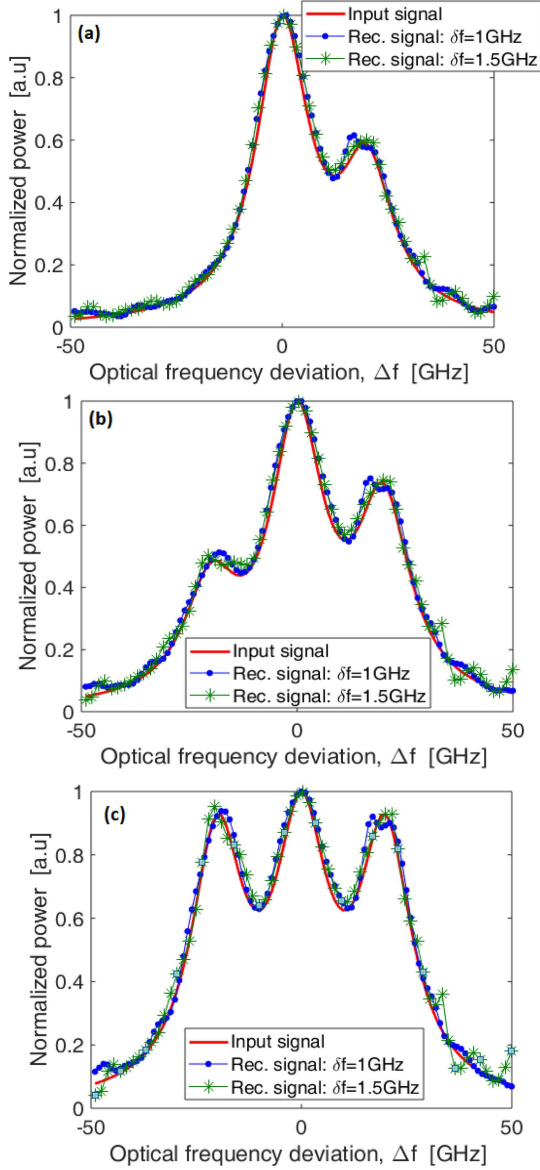 (a)
Input signal
Rec. signal: δf=1GHz
Rec. signal: δf=1.5GHz
Normalized power [a.u]
1
0.8
0.6
0.4
0.2
0
-50
0
50
Optical frequency deviation, Δf [GHz]
(b)
Normalized power [a.u]
1
0.8
0.6
0.4
0.2
0
Input signal
Rec. signal: δf=1GHz
Rec. signal: δf=1.5GHz
-50
0
50
Optical frequency deviation, Δf [GHz]
(c)
Normalized power [a.u]
1
0.8
0.6
0.4
0.2
0
Input signal
Rec. signal: δf=1GHz
Rec. signal: δf=1.5GHz
-50
0
50
Optical frequency deviation, Δf [GHz]